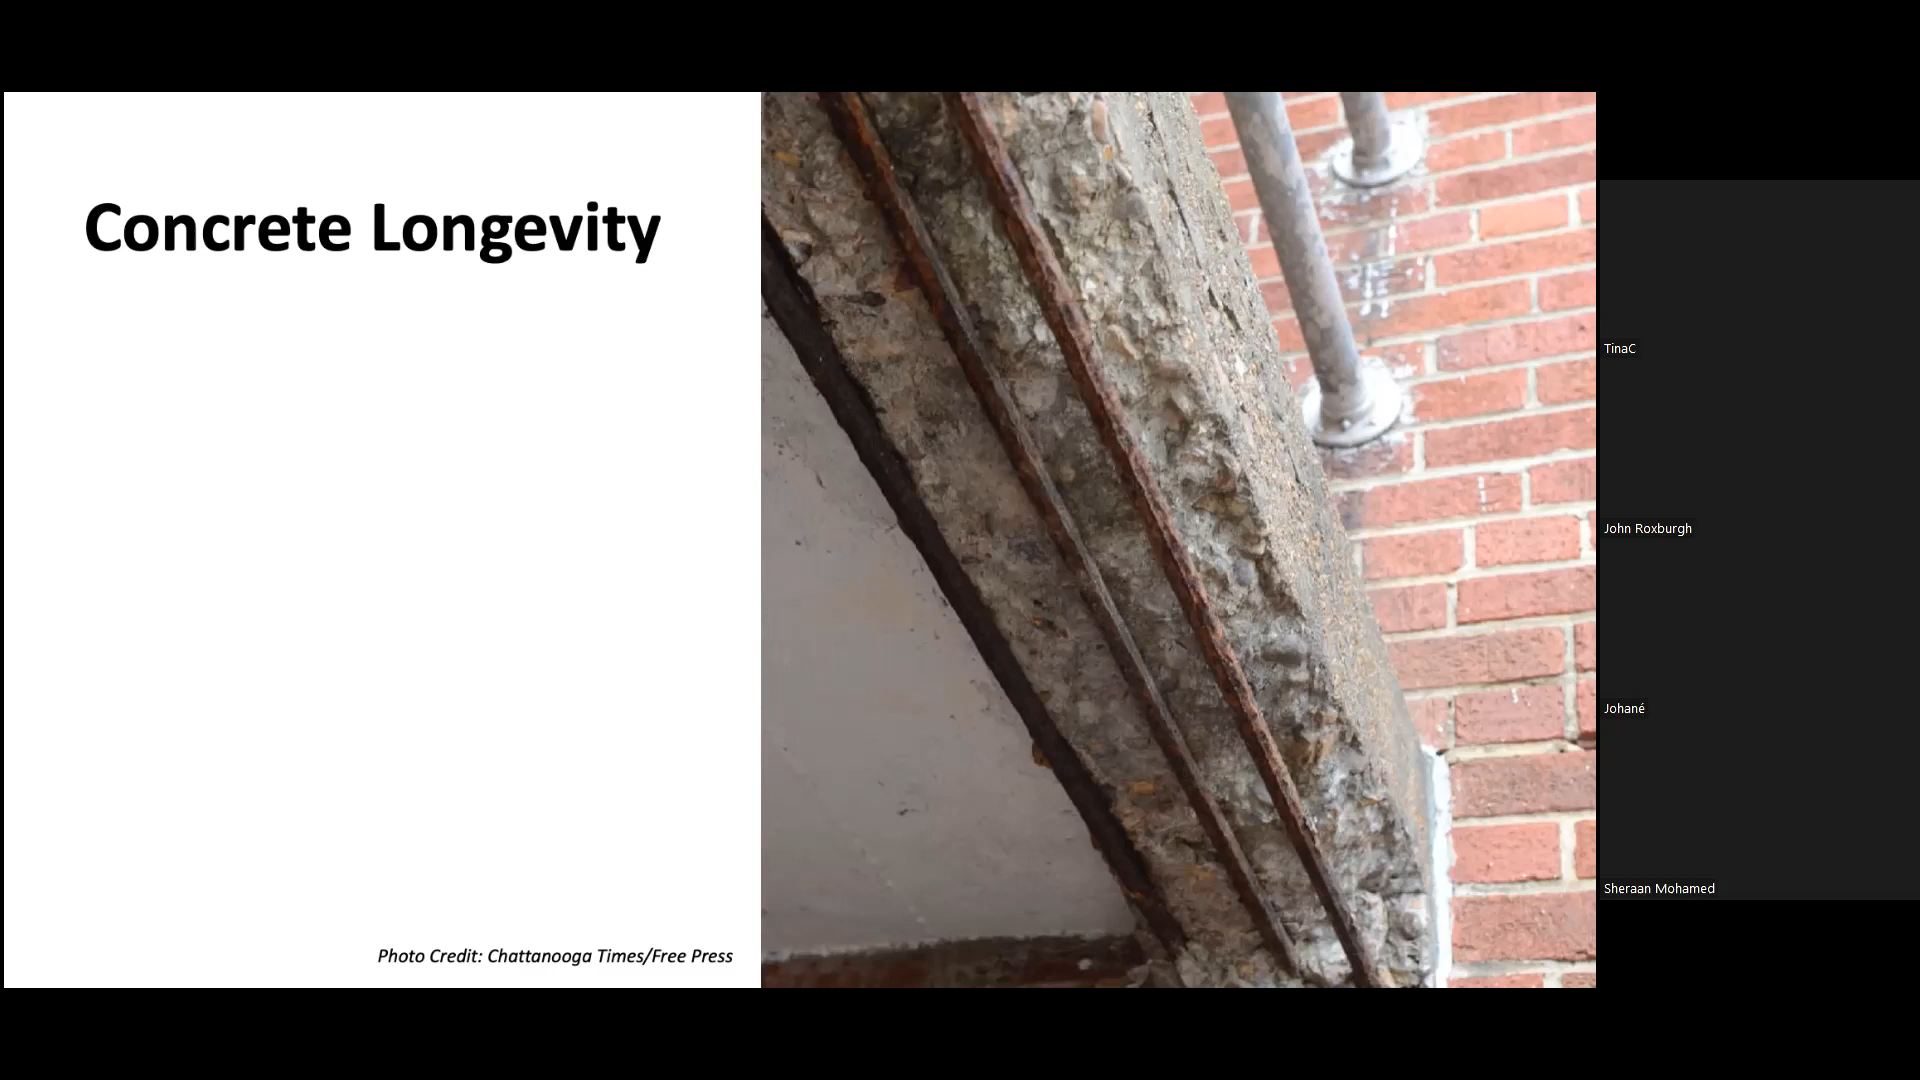 Concrete Longevity
Photo Credit: Chattanooga Times/Free Press
TinaC
John Roxburgh
Johané
Sheraan Mohamed